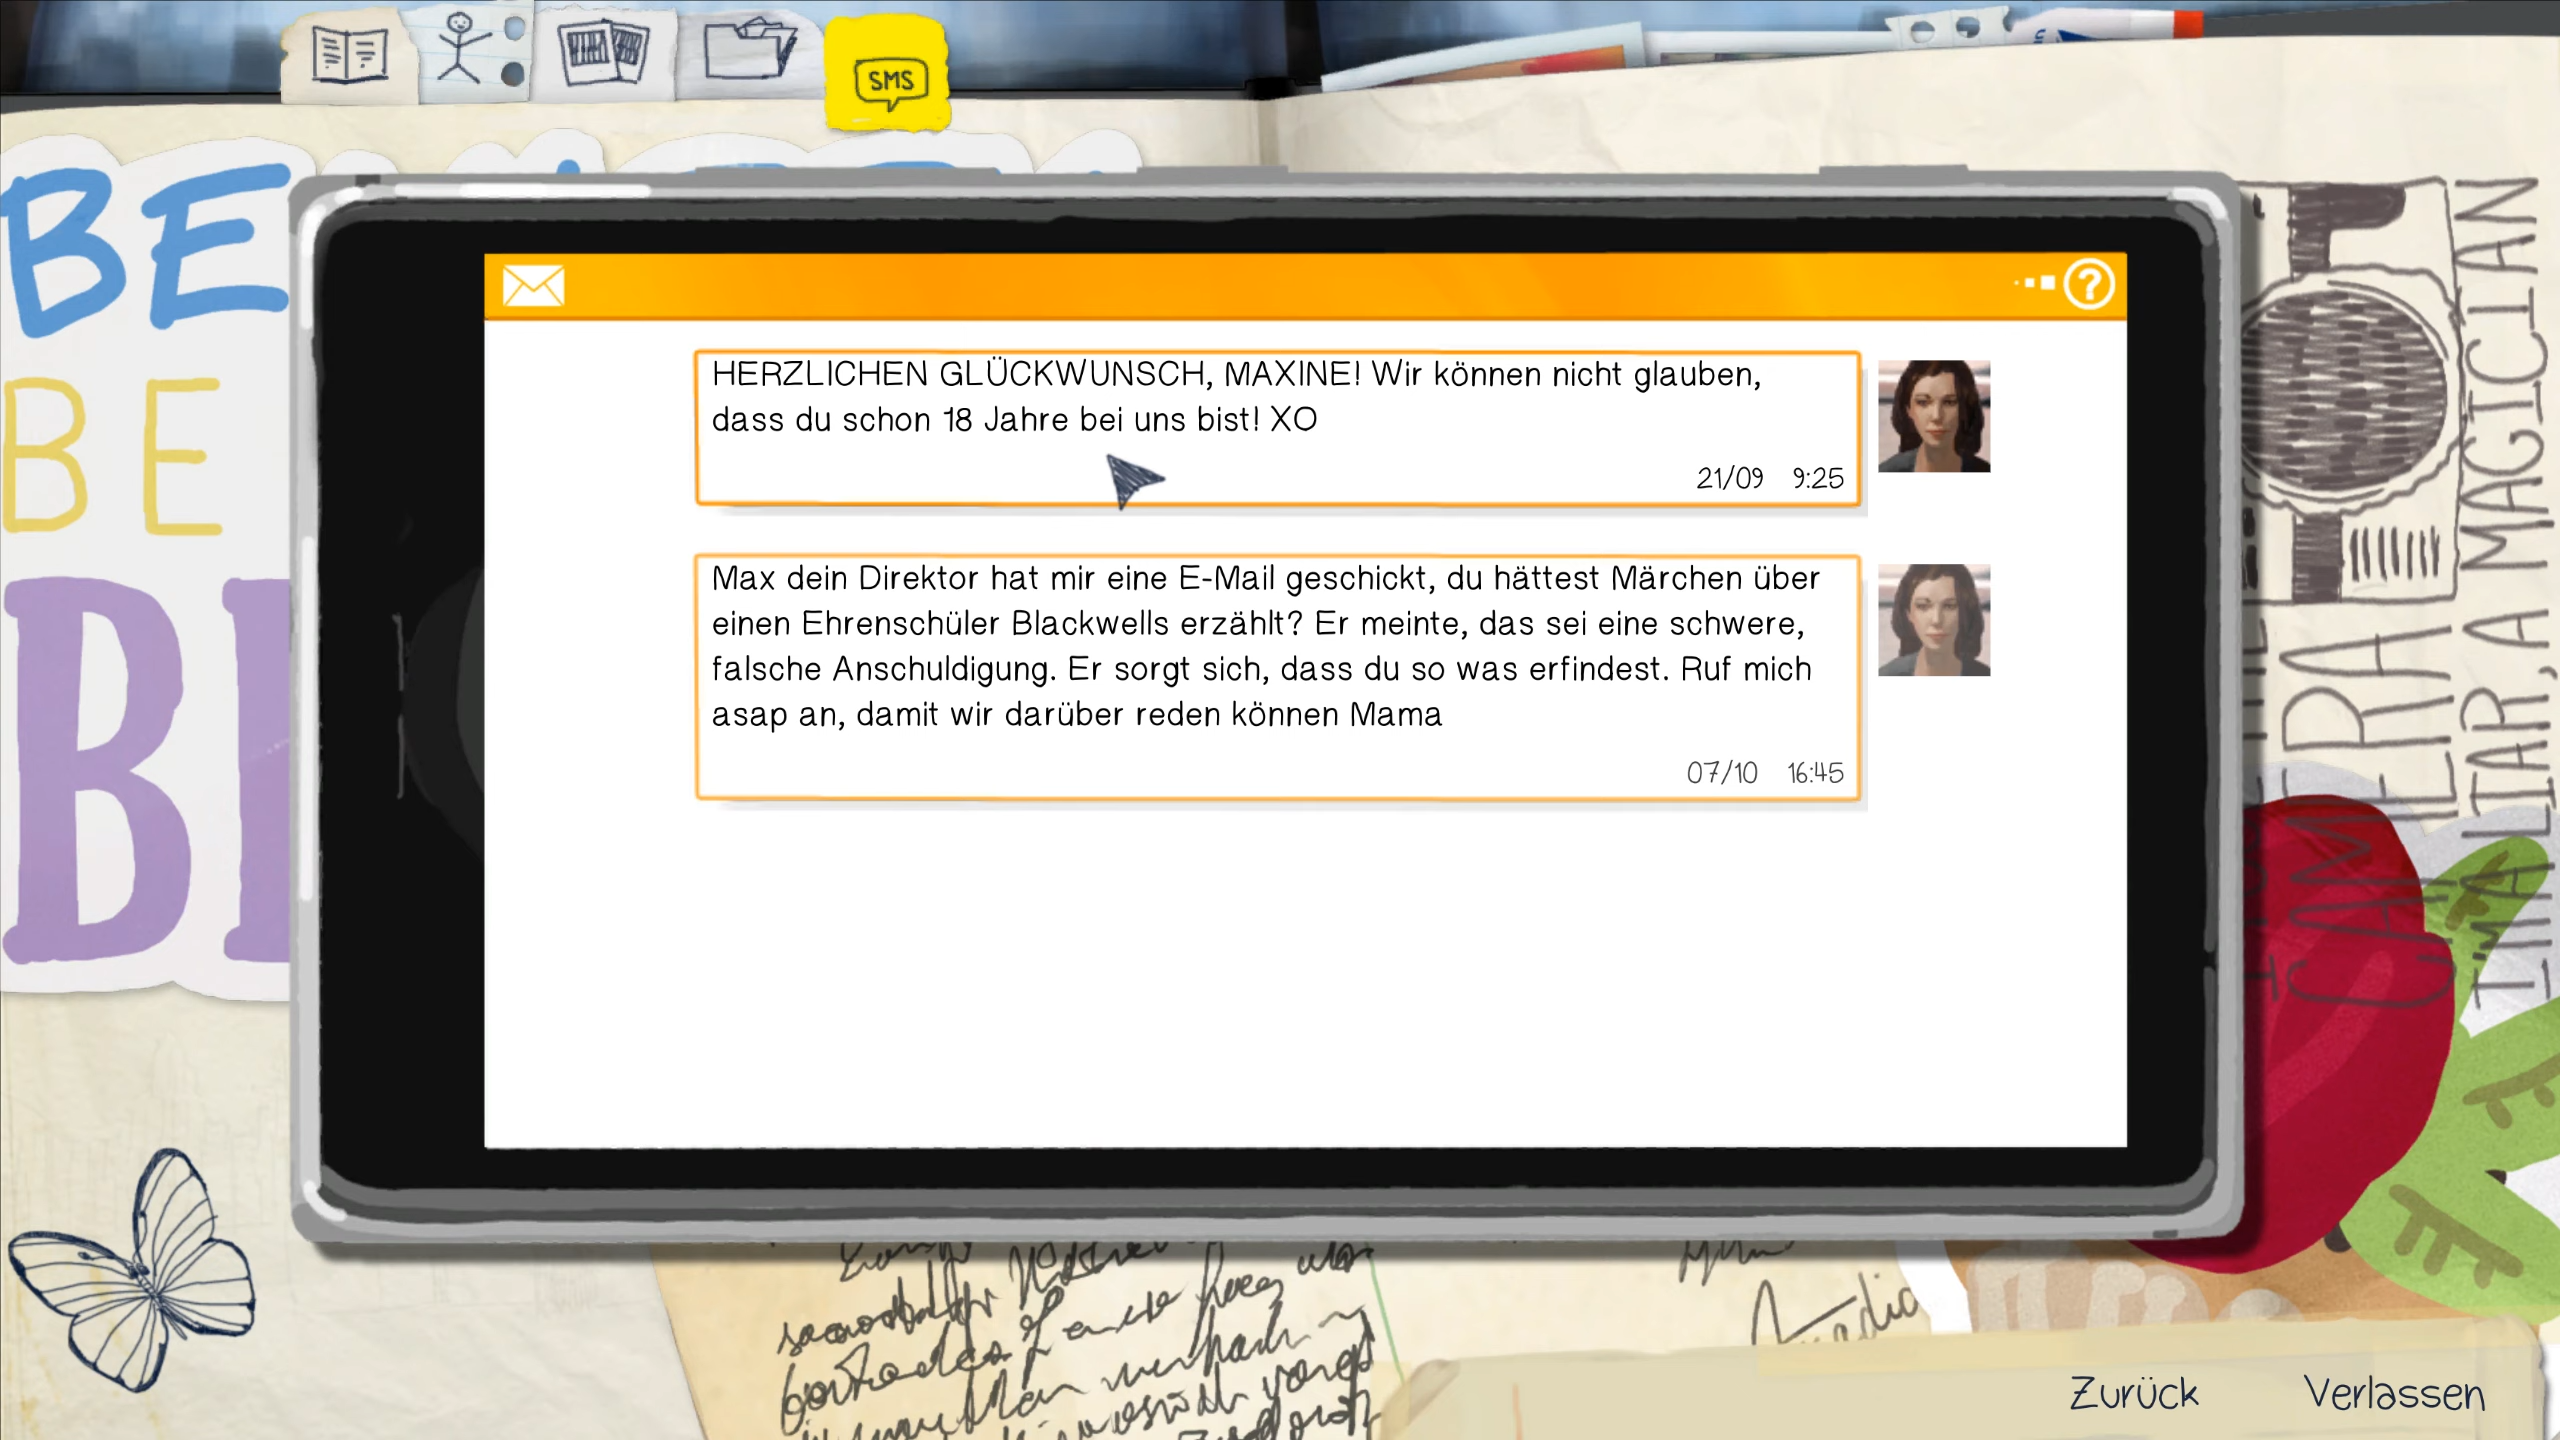 SMS
BE
BE
HERZLICHEN GLÜCKWUNSCH, MAXINE! Wir können nicht glauben,
dass du schon 18 Jahre bei uns bist! XO
21/09 9:25
Max dein Direktor hat mir eine E-Mail geschickt, du hättest Märchen über
einen Ehrenschüler Blackwells erzählt? Er meinte, das sei eine schwere,
falsche Anschuldigung. Er sorgt sich, dass du so was erfindest. Ruf mich
asap an, damit wir darüber reden können Mama
07/10 16:45
CAMERA
I'M A LIAR, A MAGICIAN
Zurück Verlassen